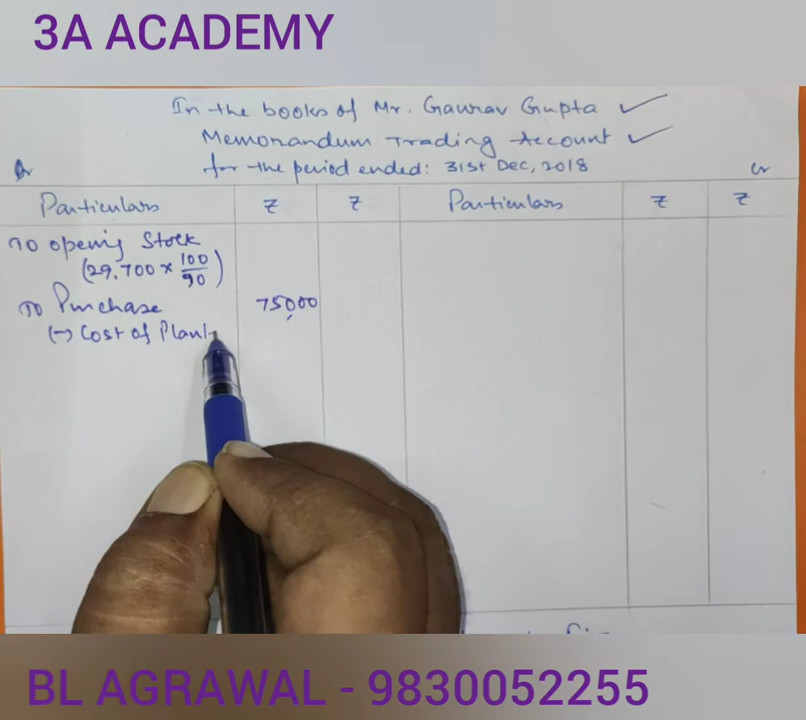 3A ACADEMY
In the books of Mr. Gaurav Gupta ✓
Memorandum Trading Account ✓
Dr for the period ended: 31st Dec, 2018 Cr
Particulars ₹ ₹ Particulars ₹ ₹
To Opening Stock
(29,700 × 100/90)
To Purchase 75,000
(-) Cost of Plant
BL AGRAWAL - 9830052255